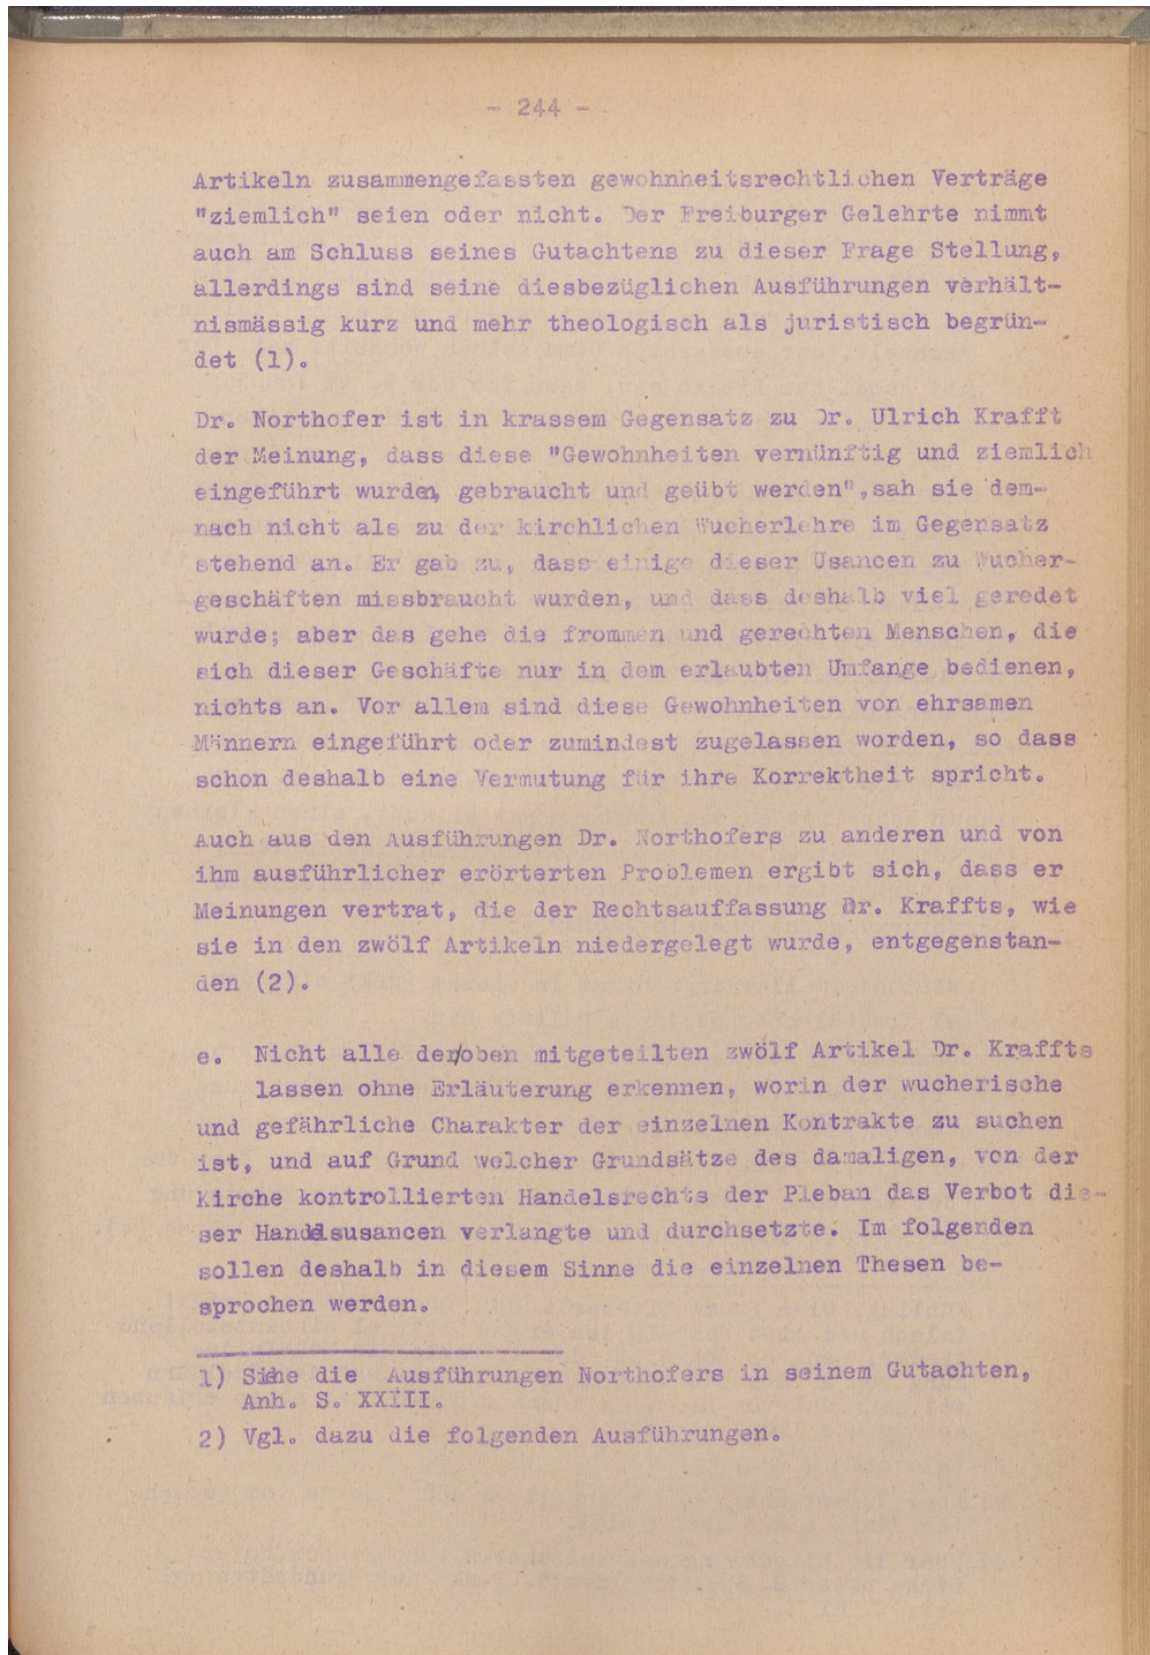 - 244 -
Artikeln zusammengefassten gewohnheitsrechtlichen Verträge
"ziemlich" seien oder nicht. Der Freiburger Gelehrte nimmt
auch am Schluss seines Gutachtens zu dieser Frage Stellung,
allerdings sind seine diesbezüglichen Ausführungen verhält-
nismässig kurz und mehr theologisch als juristisch begrün-
det (1).
Dr. Northofer ist in krassem Gegensatz zu Dr. Ulrich Krafft
der Meinung, dass diese "Gewohnheiten vernünftig und ziemlich
eingeführt wurden, gebraucht und geübt werden",sah sie dem-
nach nicht als zu der kirchlichen Wucherlehre im Gegensatz
stehend an. Er gab zu, dass einige dieser Usancen zu Wucher-
geschäften missbraucht wurden, und dass deshalb viel geredet
wurde; aber das gehe die frommen und gerechten Menschen, die
sich dieser Geschäfte nur in dem erlaubten Umfange bedienen,
nichts an. Vor allem sind diese Gewohnheiten von ehrsamen
Männern eingeführt oder zumindest zugelassen worden, so dass
schon deshalb eine Vermutung für ihre Korrektheit spricht.
Auch aus den Ausführungen Dr. Northofers zu anderen und von
ihm ausführlicher erörterten Problemen ergibt sich, dass er
Meinungen vertrat, die der Rechtsauffassung Dr. Kraffts, wie
sie in den zwölf Artikeln niedergelegt wurde, entgegenstan-
den (2).
e. Nicht alle der/oben mitgeteilten zwölf Artikel Dr. Kraffts
lassen ohne Erläuterung erkennen, worin der wucherische
und gefährliche Charakter der einzelnen Kontrakte zu suchen
ist, und auf Grund welcher Grundsätze des damaligen, von der
Kirche kontrollierten Handelsrechts der Pleban das Verbot die-
ser Handelsusancen verlangte und durchsetzte. Im folgenden
sollen deshalb in diesem Sinne die einzelnen Thesen be-
sprochen werden.
1) Siehe die Ausführungen Northofers in seinem Gutachten,
Anh. S. XXIII.
2) Vgl. dazu die folgenden Ausführungen.